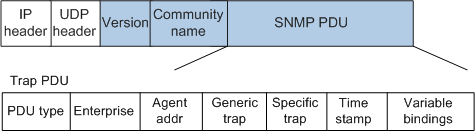 IP
header
UDP
header
Version
Community
name
SNMP PDU
Trap PDU
PDU type
Enterprise
Agent
addr
Generic
trap
Specific
trap
Time
stamp
Variable
bindings